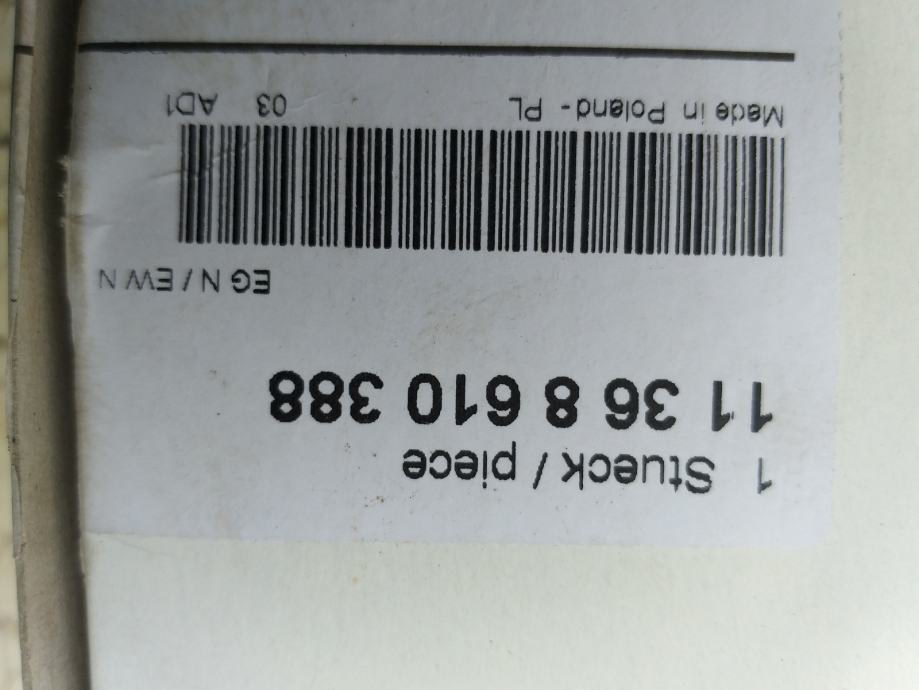 1 Stueck / piece
11 36 8 610 388
EG N / EW N
Made in Poland - PL 03 AD1